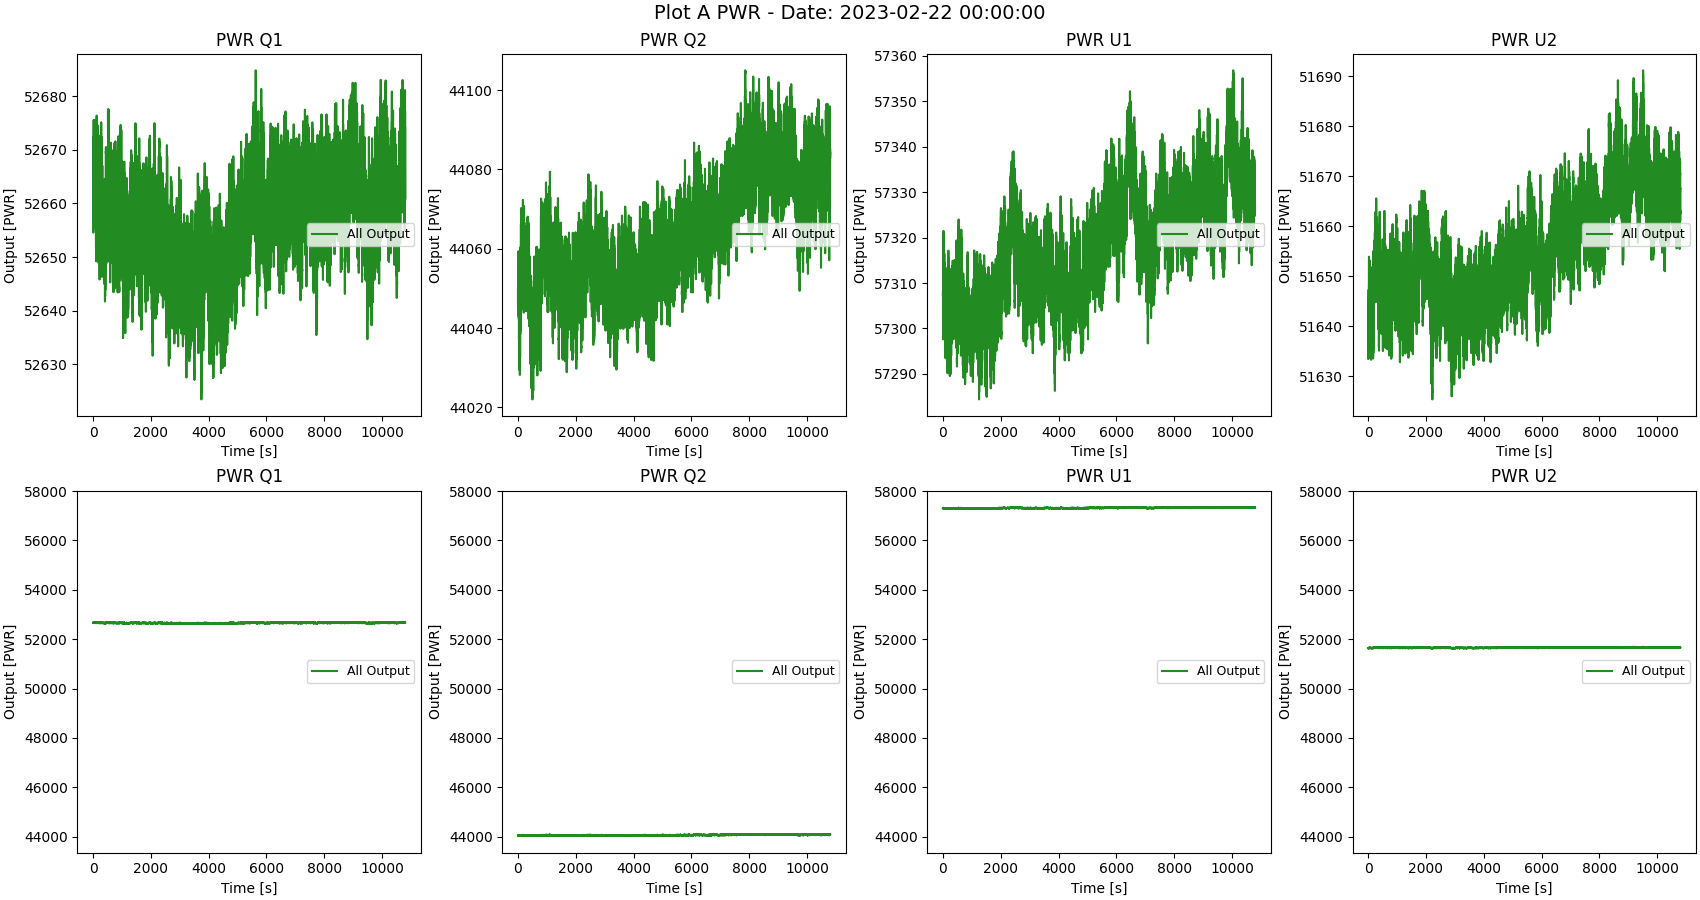 Plot A PWR - Date: 2023-02-22 00:00:00
PWR Q1
Output [PWR]
52680
52670
52660
52650
52640
52630
All Output
0 2000 4000 6000 8000 10000
Time [s]
PWR Q2
Output [PWR]
44100
44080
44060
44040
44020
All Output
0 2000 4000 6000 8000 10000
Time [s]
PWR U1
Output [PWR]
57360
57350
57340
57330
57320
57310
57300
57290
All Output
0 2000 4000 6000 8000 10000
Time [s]
PWR U2
Output [PWR]
51690
51680
51670
51660
51650
51640
51630
All Output
0 2000 4000 6000 8000 10000
Time [s]
PWR Q1
Output [PWR]
58000
56000
54000
52000
50000
48000
46000
44000
All Output
0 2000 4000 6000 8000 10000
Time [s]
PWR Q2
Output [PWR]
58000
56000
54000
52000
50000
48000
46000
44000
All Output
0 2000 4000 6000 8000 10000
Time [s]
PWR U1
Output [PWR]
58000
56000
54000
52000
50000
48000
46000
44000
All Output
0 2000 4000 6000 8000 10000
Time [s]
PWR U2
Output [PWR]
58000
56000
54000
52000
50000
48000
46000
44000
All Output
0 2000 4000 6000 8000 10000
Time [s]